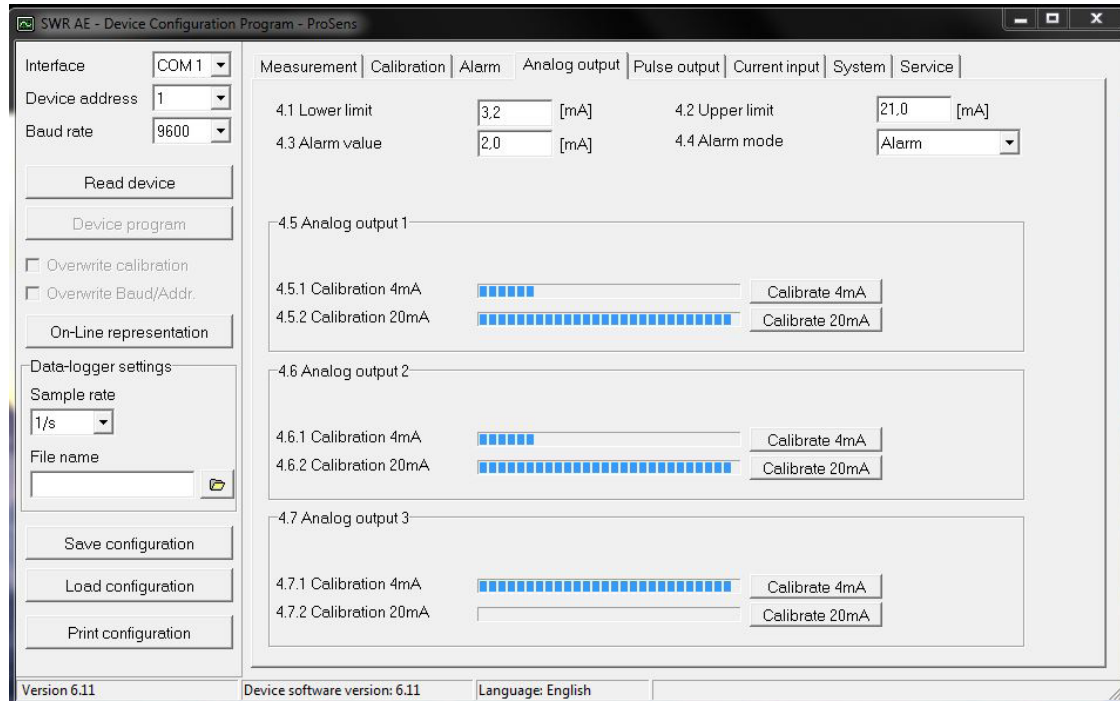 SWR AE - Device Configuration Program - ProSens
Interface COM 1
Device address 1
Baud rate 9600
Read device
Device program
Overwrite calibration
Overwrite Baud/Addr.
On-Line representation
Data-logger settings
Sample rate
1/s
File name
Save configuration
Load configuration
Print configuration
Measurement Calibration Alarm Analog output Pulse output Current input System Service
4.1 Lower limit 3,2 [mA] 4.2 Upper limit 21,0 [mA]
4.3 Alarm value 2,0 [mA] 4.4 Alarm mode Alarm
4.5 Analog output 1
4.5.1 Calibration 4mA Calibrate 4mA
4.5.2 Calibration 20mA Calibrate 20mA
4.6 Analog output 2
4.6.1 Calibration 4mA Calibrate 4mA
4.6.2 Calibration 20mA Calibrate 20mA
4.7 Analog output 3
4.7.1 Calibration 4mA Calibrate 4mA
4.7.2 Calibration 20mA Calibrate 20mA
Version 6.11 Device software version: 6.11 Language: English